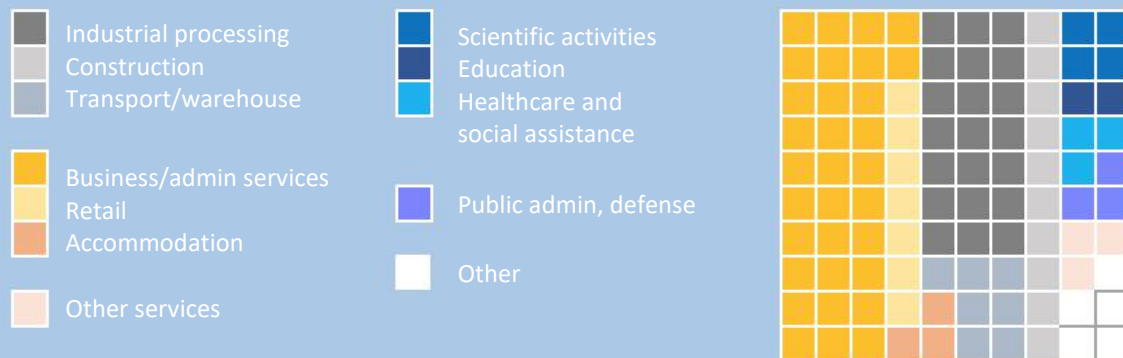 Industrial processing
Construction
Transport/warehouse
Business/admin services
Retail
Accommodation
Other services
Scientific activities
Education
Healthcare and
social assistance
Public admin, defense
Other